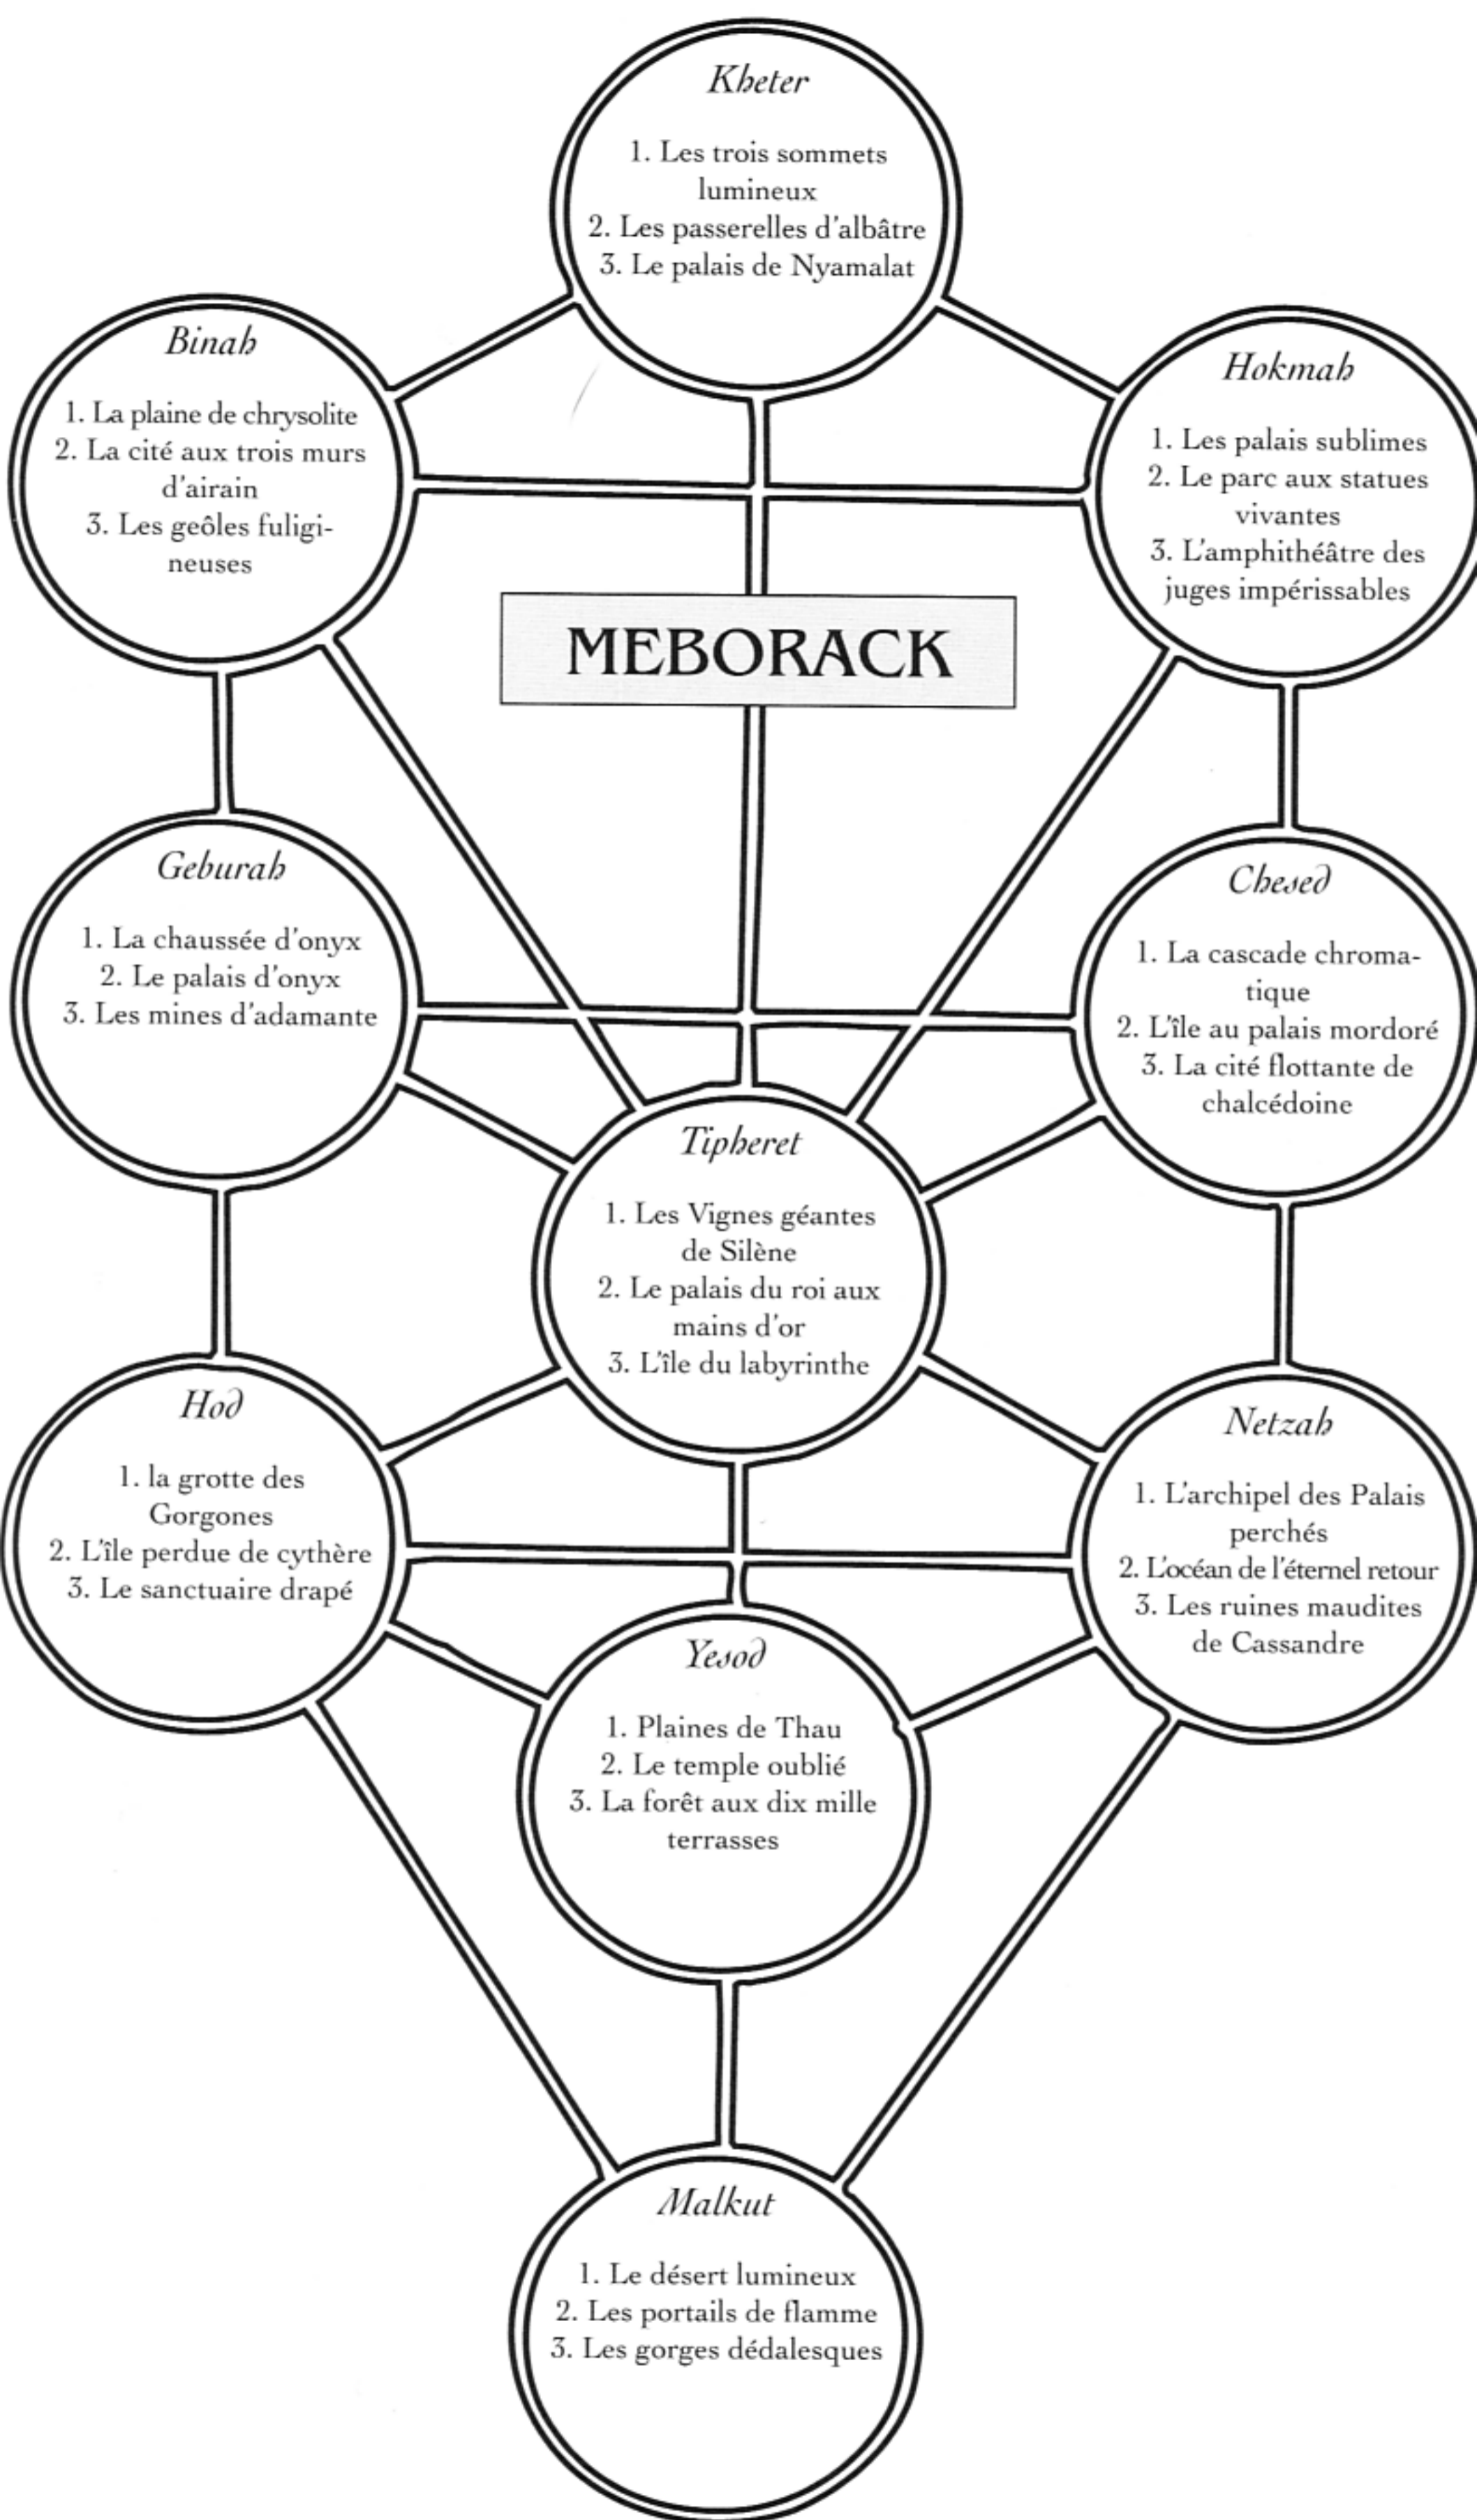 Kheter
1. Les trois sommets
lumineux
2. Les passerelles d'albâtre
3. Le palais de Nyamalat
Binah
1. La plaine de chrysolite
2. La cité aux trois murs
d'airain
3. Les geôles fuligi-
neuses
Hokmah
1. Les palais sublimes
2. Le parc aux statues
vivantes
3. L'amphithéâtre des
juges impérissables
MEBORACK
Geburah
1. La chaussée d'onyx
2. Le palais d'onyx
3. Les mines d'adamante
Chesed
1. La cascade chroma-
tique
2. L'île au palais mordoré
3. La cité flottante de
chalcédoine
Tipheret
1. Les Vignes géantes
de Silène
2. Le palais du roi aux
mains d'or
3. L'île du labyrinthe
Hod
1. la grotte des
Gorgones
2. L'île perdue de cythère
3. Le sanctuaire drapé
Netzah
1. L'archipel des Palais
perchés
2. L'océan de l'éternel retour
3. Les ruines maudites
de Cassandre
Yesod
1. Plaines de Thau
2. Le temple oublié
3. La forêt aux dix mille
terrasses
Malkut
1. Le désert lumineux
2. Les portails de flamme
3. Les gorges dédalesques